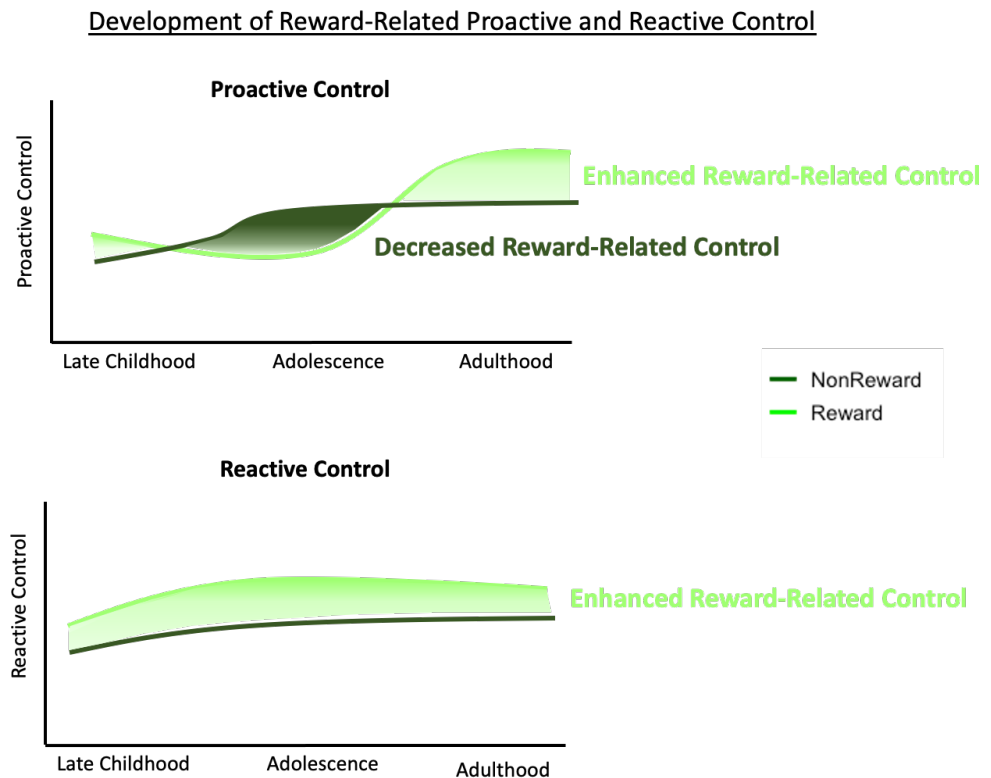 Development of Reward-Related Proactive and Reactive Control
Proactive Control
Proactive Control
Enhanced Reward-Related Control
Decreased Reward-Related Control
Late Childhood
Adolescence
Adulthood
NonReward
Reward
Reactive Control
Reactive Control
Enhanced Reward-Related Control
Late Childhood
Adolescence
Adulthood